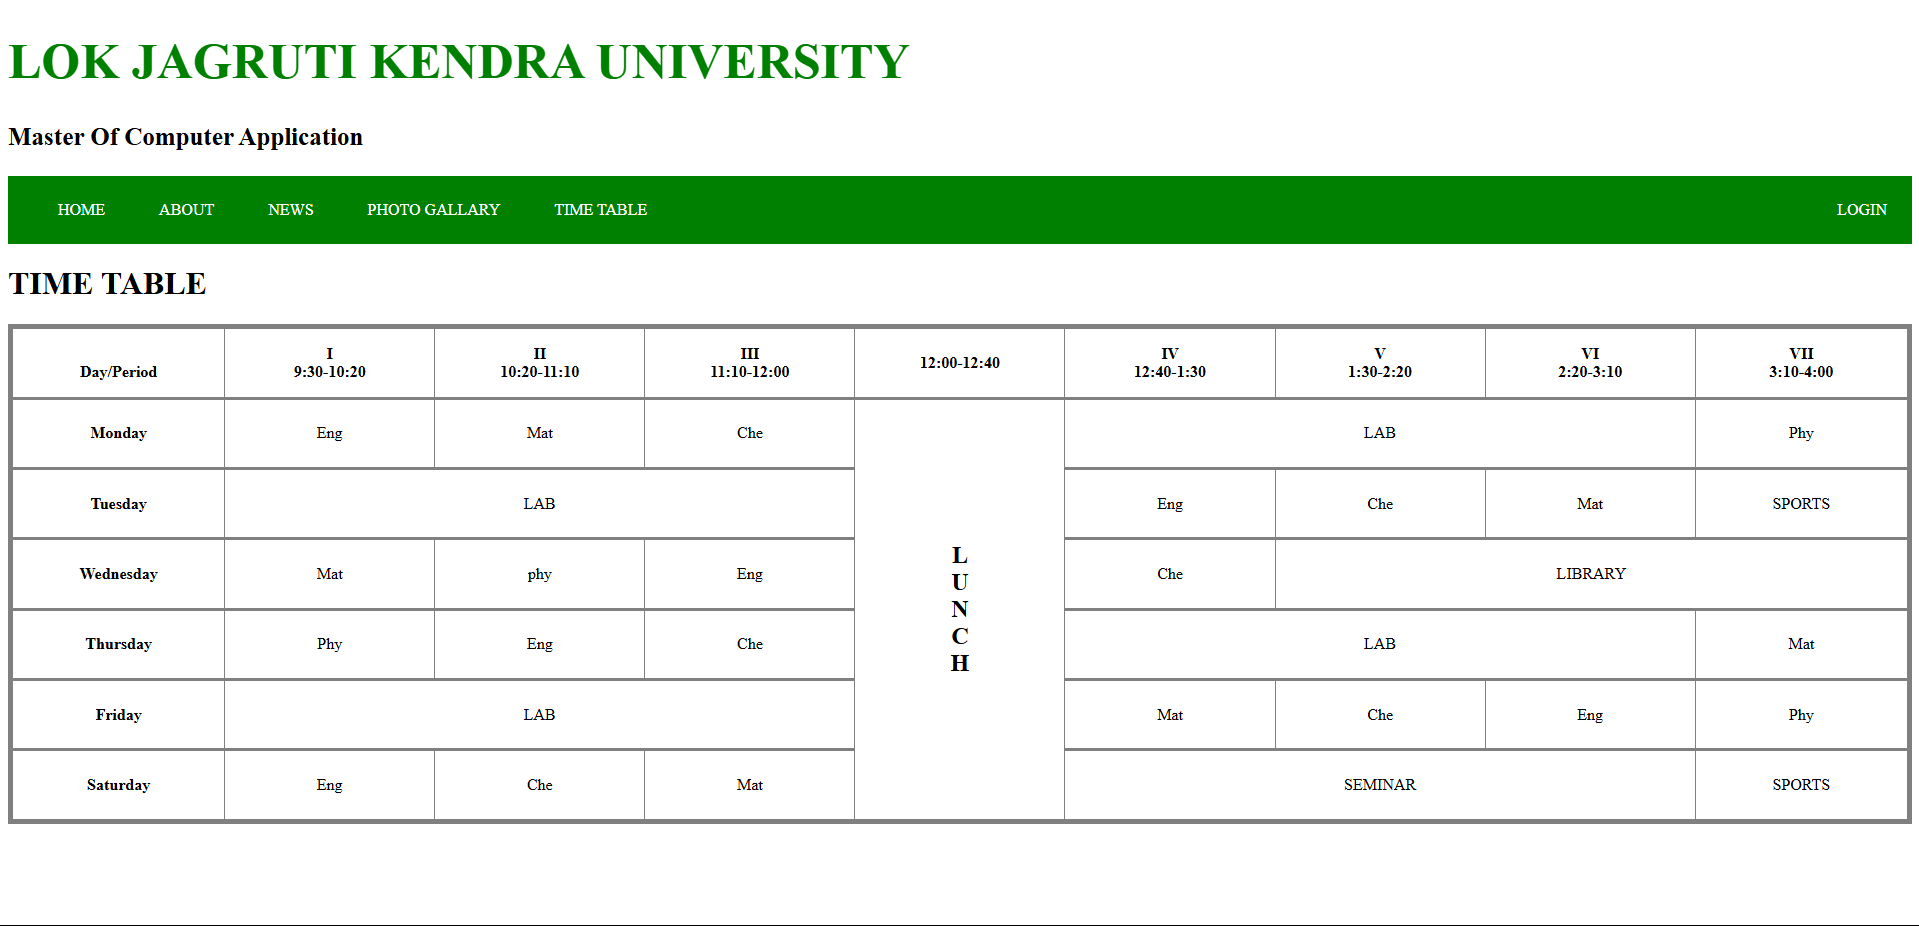 LOK JAGRUTI KENDRA UNIVERSITY
Master Of Computer Application
HOME ABOUT NEWS PHOTO GALLARY TIME TABLE LOGIN
TIME TABLE
I II III IV V VI VII
Day/Period 9:30-10:20 10:20-11:10 11:10-12:00 12:00-12:40 12:40-1:30 1:30-2:20 2:20-3:10 3:10-4:00
Monday Eng Mat Che LAB Phy
Tuesday LAB Eng Che Mat SPORTS
L
U
N
C
H
Wednesday Mat phy Eng Che LIBRARY
Thursday Phy Eng Che LAB Mat
Friday LAB Mat Che Eng Phy
Saturday Eng Che Mat SEMINAR SPORTS